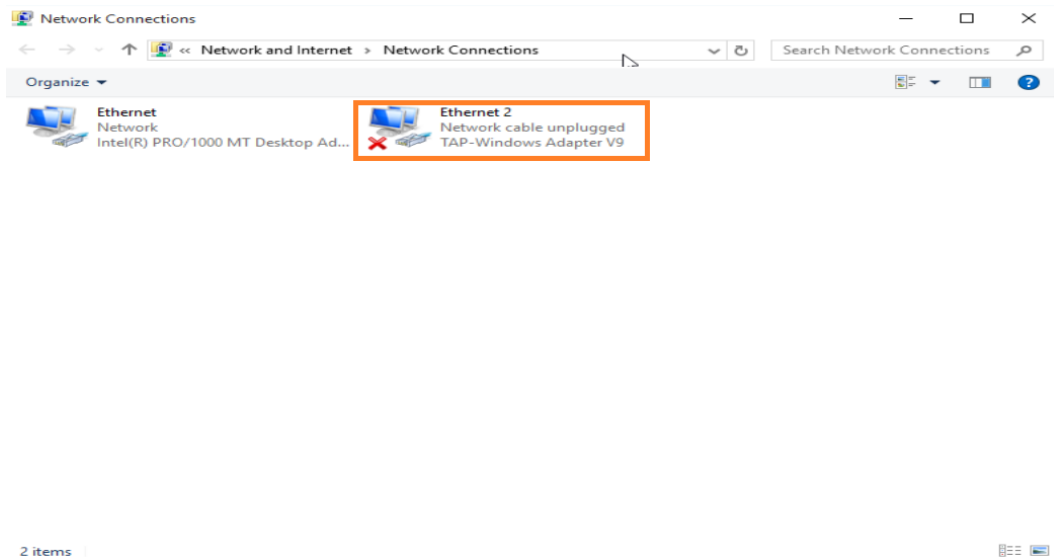 Network Connections
« Network and Internet > Network Connections
Search Network Connections
Organize
Ethernet
Network
Intel(R) PRO/1000 MT Desktop Ad...
Ethernet 2
Network cable unplugged
TAP-Windows Adapter V9
2 items